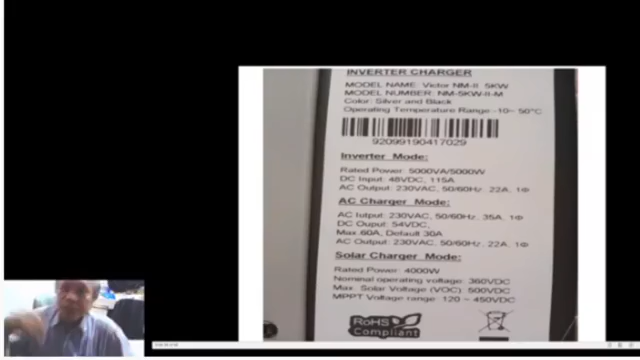 INVERTER CHARGER
MODEL NAME: Victor NM-II 5KW
MODEL NUMBER: NM-5KW-II-M
Color: Silver and Black
Operating Temperature Range:-10~ 50°C
92099190417029
Inverter Mode:
Rated Power: 5000VA/5000W
DC Input: 48VDC, 115A
AC Output: 230VAC, 50/60Hz, 22A, 1Φ
AC Charger Mode:
AC Iutput: 230VAC, 50/60Hz, 35A, 1Φ
DC Ouput: 54VDC,
Max.60A, Default 30A
AC Output: 230VAC, 50/60Hz, 22A, 1Φ
Solar Charger Mode:
Rated Power: 4000W
Nominal operating voltage: 360VDC
Max. Solar Voltage (VOC): 500VDC
MPPT Voltage range: 120 ~ 450VDC
RoHS
Compliant